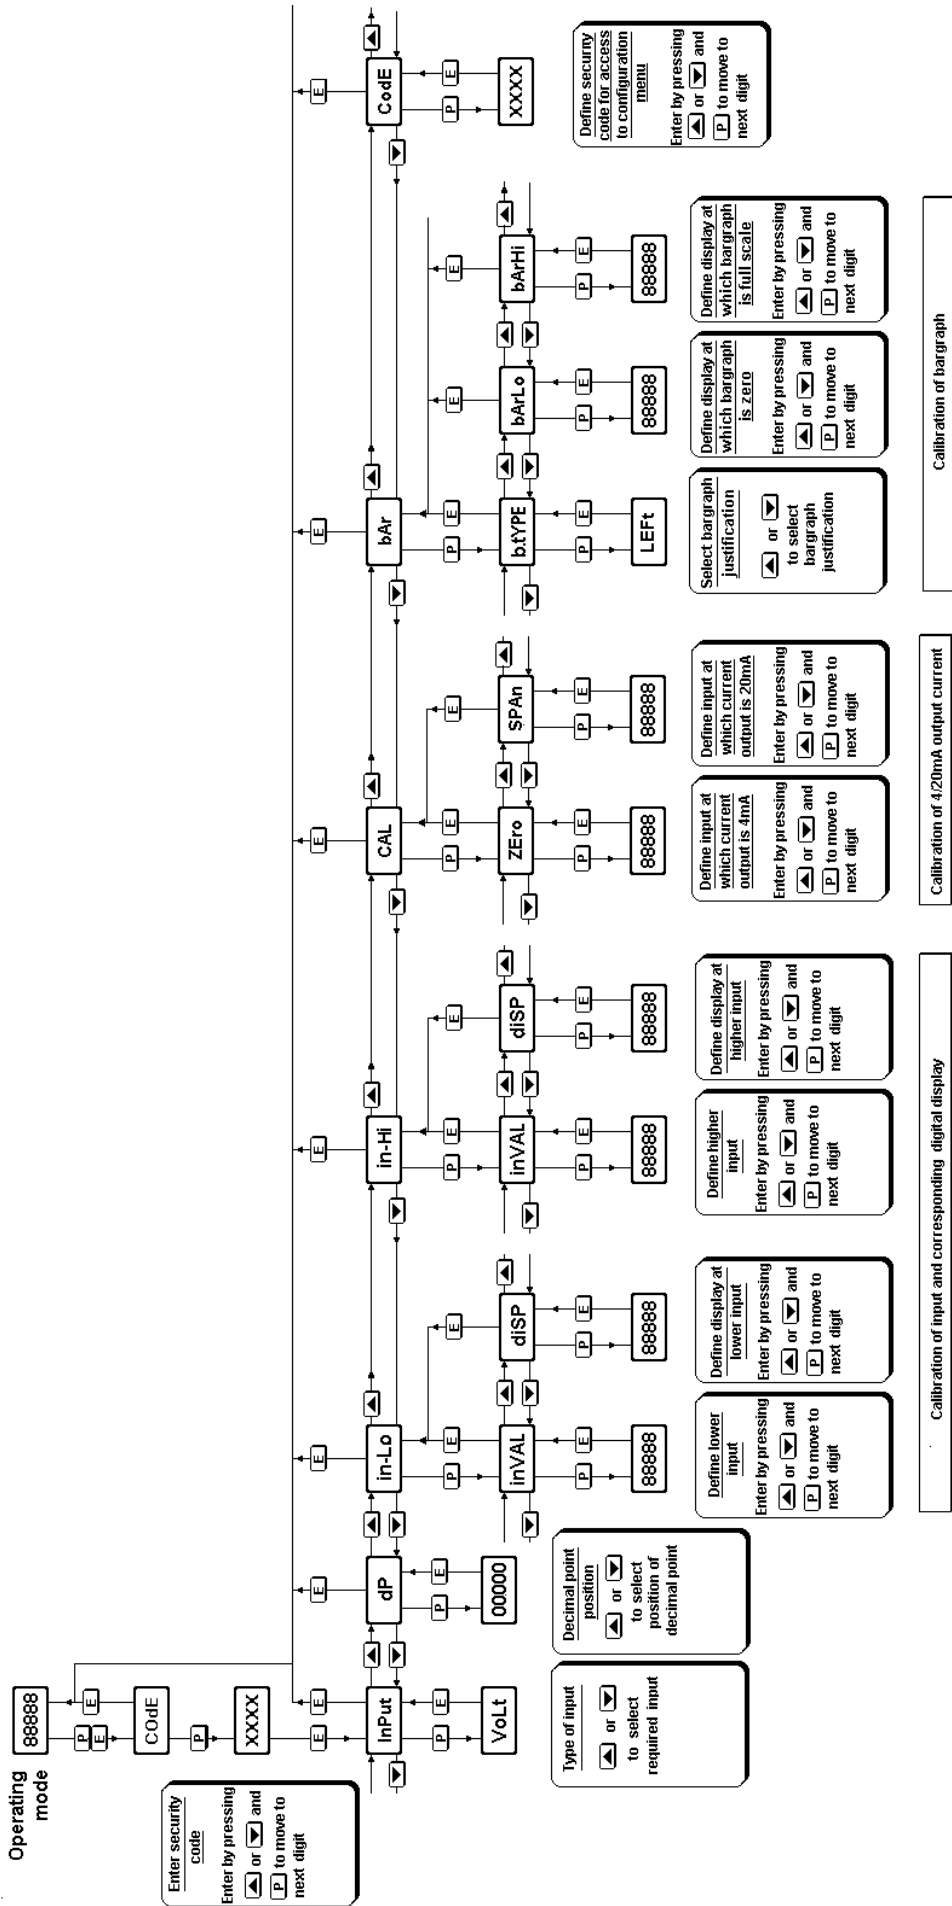 Operating
mode
88888
P
E
E
COdE
P
XXXX
E
Enter security
code
Enter by pressing
▲ or ▼ and
P to move to
next digit
E
InPut
▲
▼
▼
P
E
VoLt
Type of input
▲ or ▼
to select
required input
E
dP
▲
▼
P
E
00000
Decimal point
position
▲ or ▼
to select
position of
decimal point
E
in-Lo
▲
▼
P
E
E
inVAL
▲
▼
▼
diSP
▲
P
E
P
E
88888
88888
Define lower
input
Enter by pressing
▲ or ▼ and
P to move to
next digit
Define display at
lower input
Enter by pressing
▲ or ▼ and
P to move to
next digit
E
in-Hi
▲
▼
P
E
E
inVAL
▲
▼
▼
diSP
▲
P
E
P
E
88888
88888
Define higher
input
Enter by pressing
▲ or ▼ and
P to move to
next digit
Define display at
higher input
Enter by pressing
▲ or ▼ and
P to move to
next digit
Calibration of input and corresponding digital display
E
CAL
▲
▼
P
E
E
ZEro
▲
▼
▼
SPAn
▲
P
E
P
E
88888
88888
Define input at
which current
output is 4mA
Enter by pressing
▲ or ▼ and
P to move to
next digit
Define input at
which current
output is 20mA
Enter by pressing
▲ or ▼ and
P to move to
next digit
Calibration of 4/20mA output current
E
bAr
▲
▼
P
E
E
E
b.tYPE
▲
▼
▼
bArLo
▲
▼
bArHi
▲
P
E
P
E
P
E
LEFt
88888
88888
Select bargraph
justification
▲ or ▼
to select
bargraph
justification
Define display at
which bargraph
is zero
Enter by pressing
▲ or ▼ and
P to move to
next digit
Define display at
which bargraph
is full scale
Enter by pressing
▲ or ▼ and
P to move to
next digit
Calibration of bargraph
E
CodE
▲
P
E
XXXX
Define security
code for access
to configuration
menu
Enter by pressing
▲ or ▼ and
P to move to
next digit